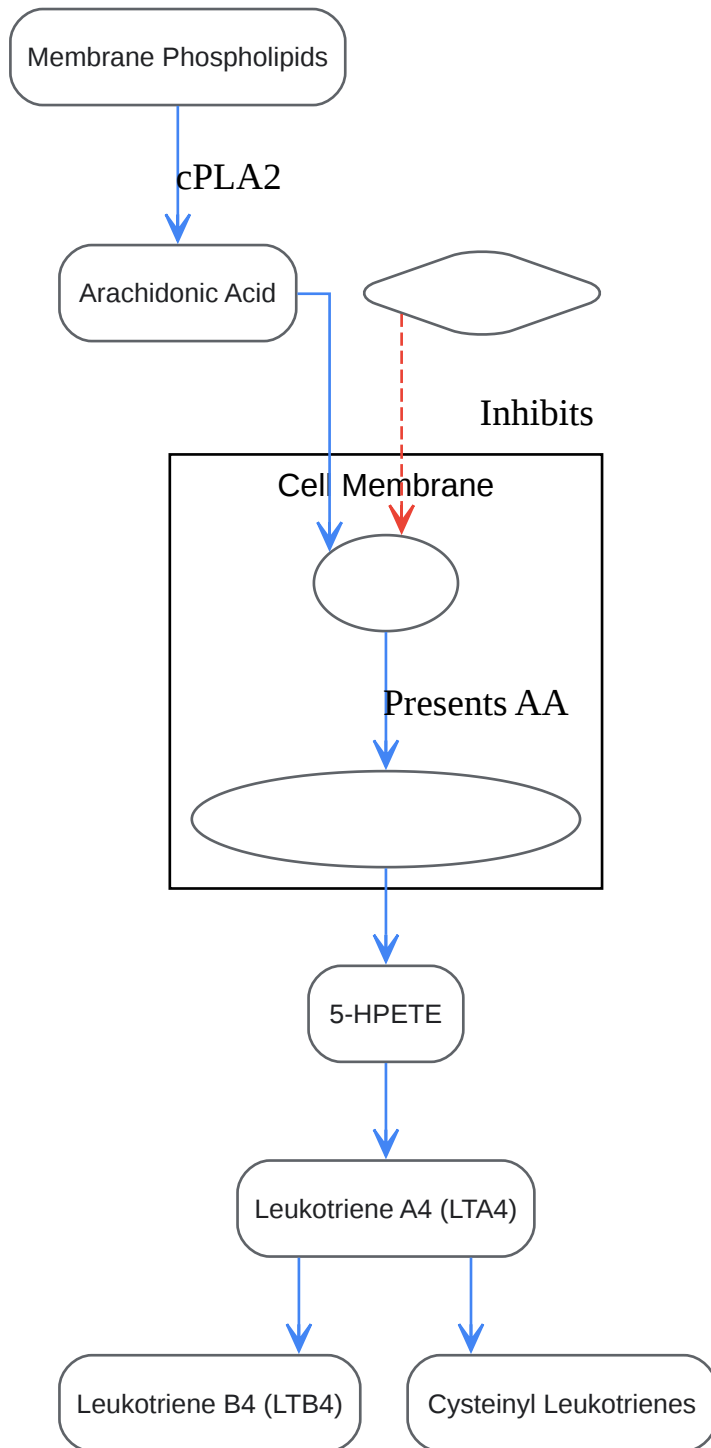 Membrane Phospholipids
cPLA2
Arachidonic Acid
Inhibits
Cell Membrane
Presents AA
5-HPETE
Leukotriene A4 (LTA4)
Leukotriene B4 (LTB4)
Cysteinyl Leukotrienes